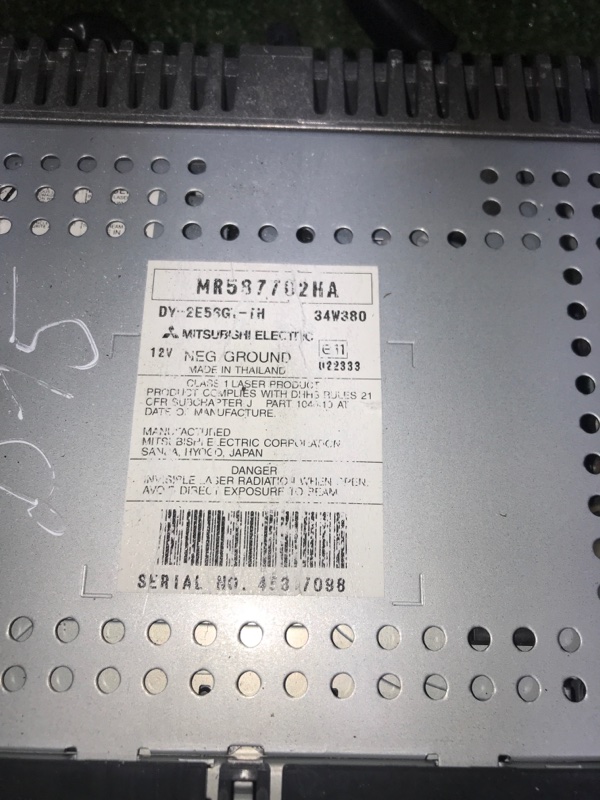 MR587702HA
34W380
MITSUBISHI ELECTRIC
12V NEG GROUND E11
MADE IN THAILAND 022333
CLASS 1 LASER PRODUCT
PRODUCT COMPLIES WITH DHHS RULES 21
CFR SUBCHAPTER J PART 1040.10 AT
DATE OF MANUFACTURE.
MANUFACTURED
MITSUBISHI ELECTRIC CORPORATION
SANDA, HYOGO, JAPAN
DANGER
INVISIBLE LASER RADIATION WHEN OPEN.
AVOID DIRECT EXPOSURE TO BEAM
SERIAL NO.